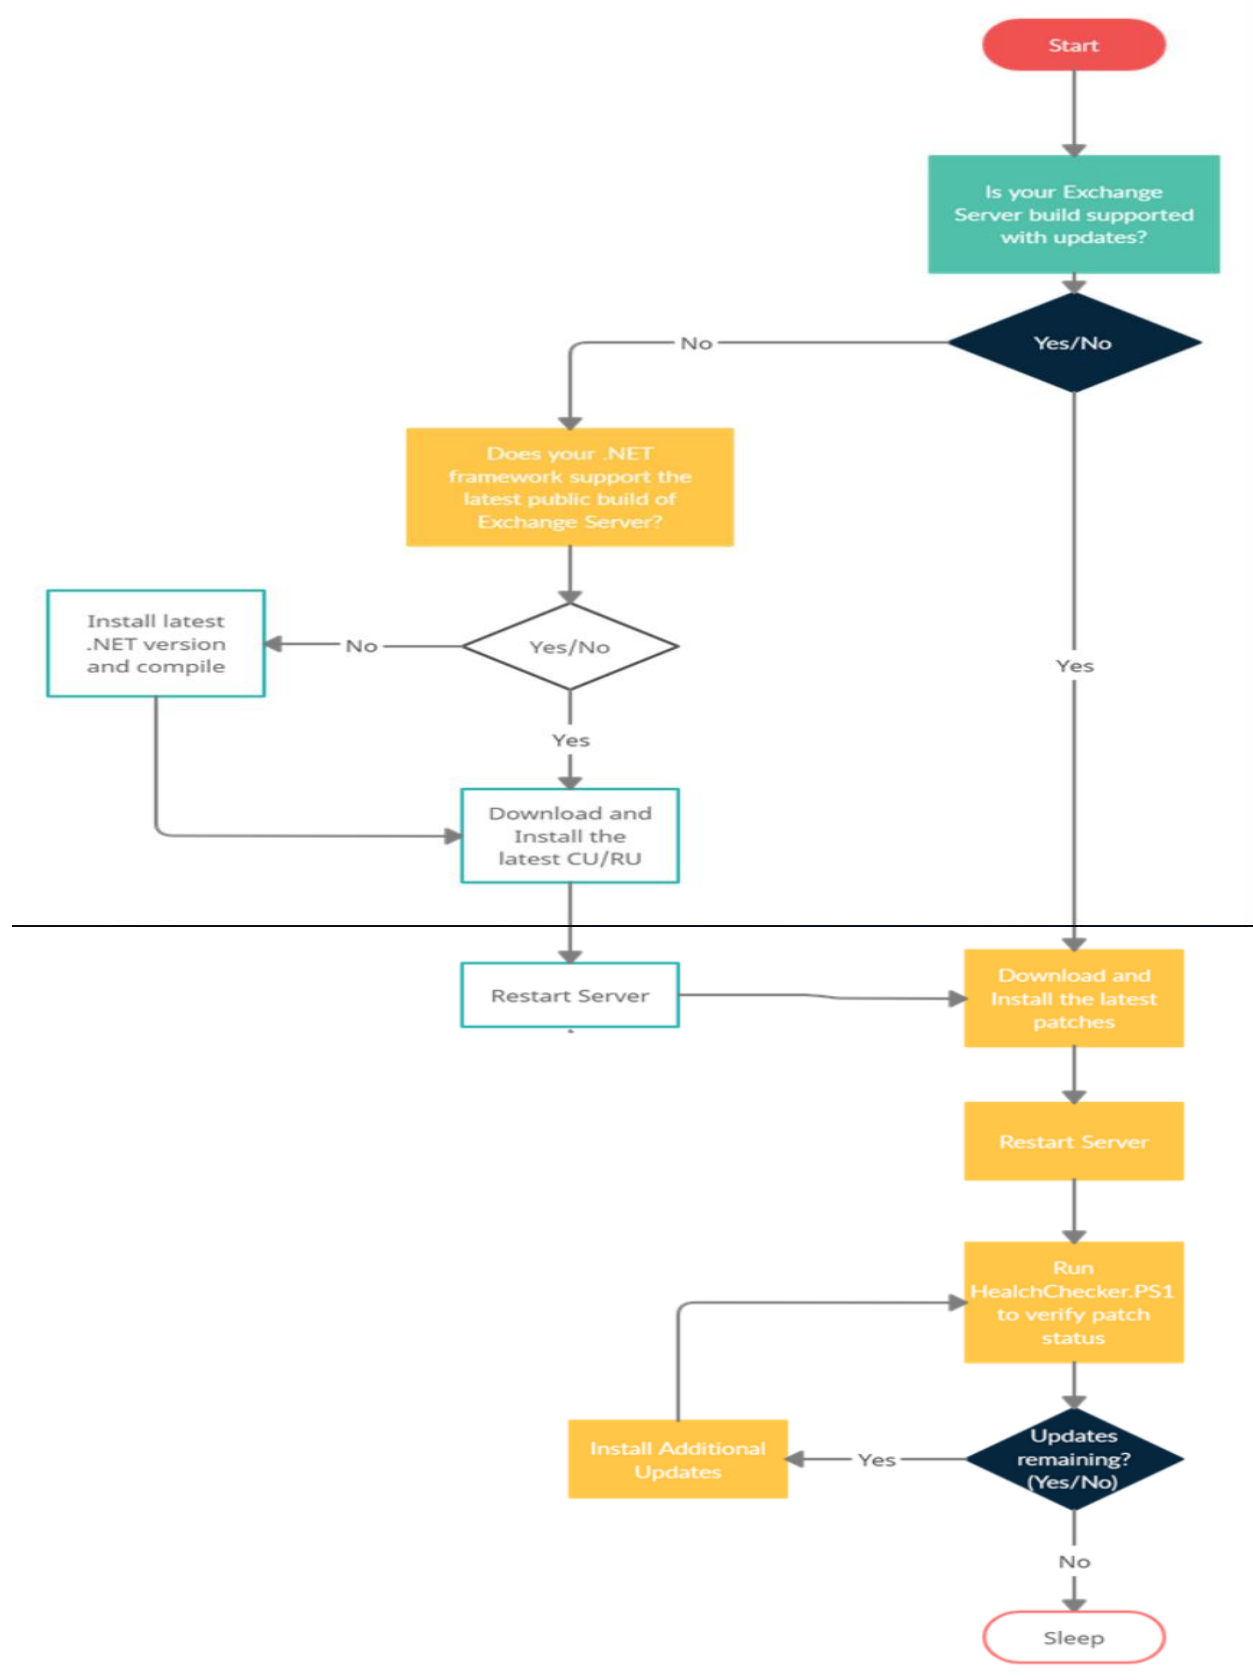 Start
Is your Exchange
Server build supported
with updates?
Yes/No
No
Does your .NET
framework support the
latest public build of
Exchange Server?
Install latest
.NET version
and compile
No
Yes/No
Yes
Yes
Download and
Install the
latest CU/RU
Restart Server
Download and
Install the latest
patches
Restart Server
Run
HealchChecker.PS1
to verify patch
status
Install Additional
Updates
Yes
Updates
remaining?
(Yes/No)
No
Sleep